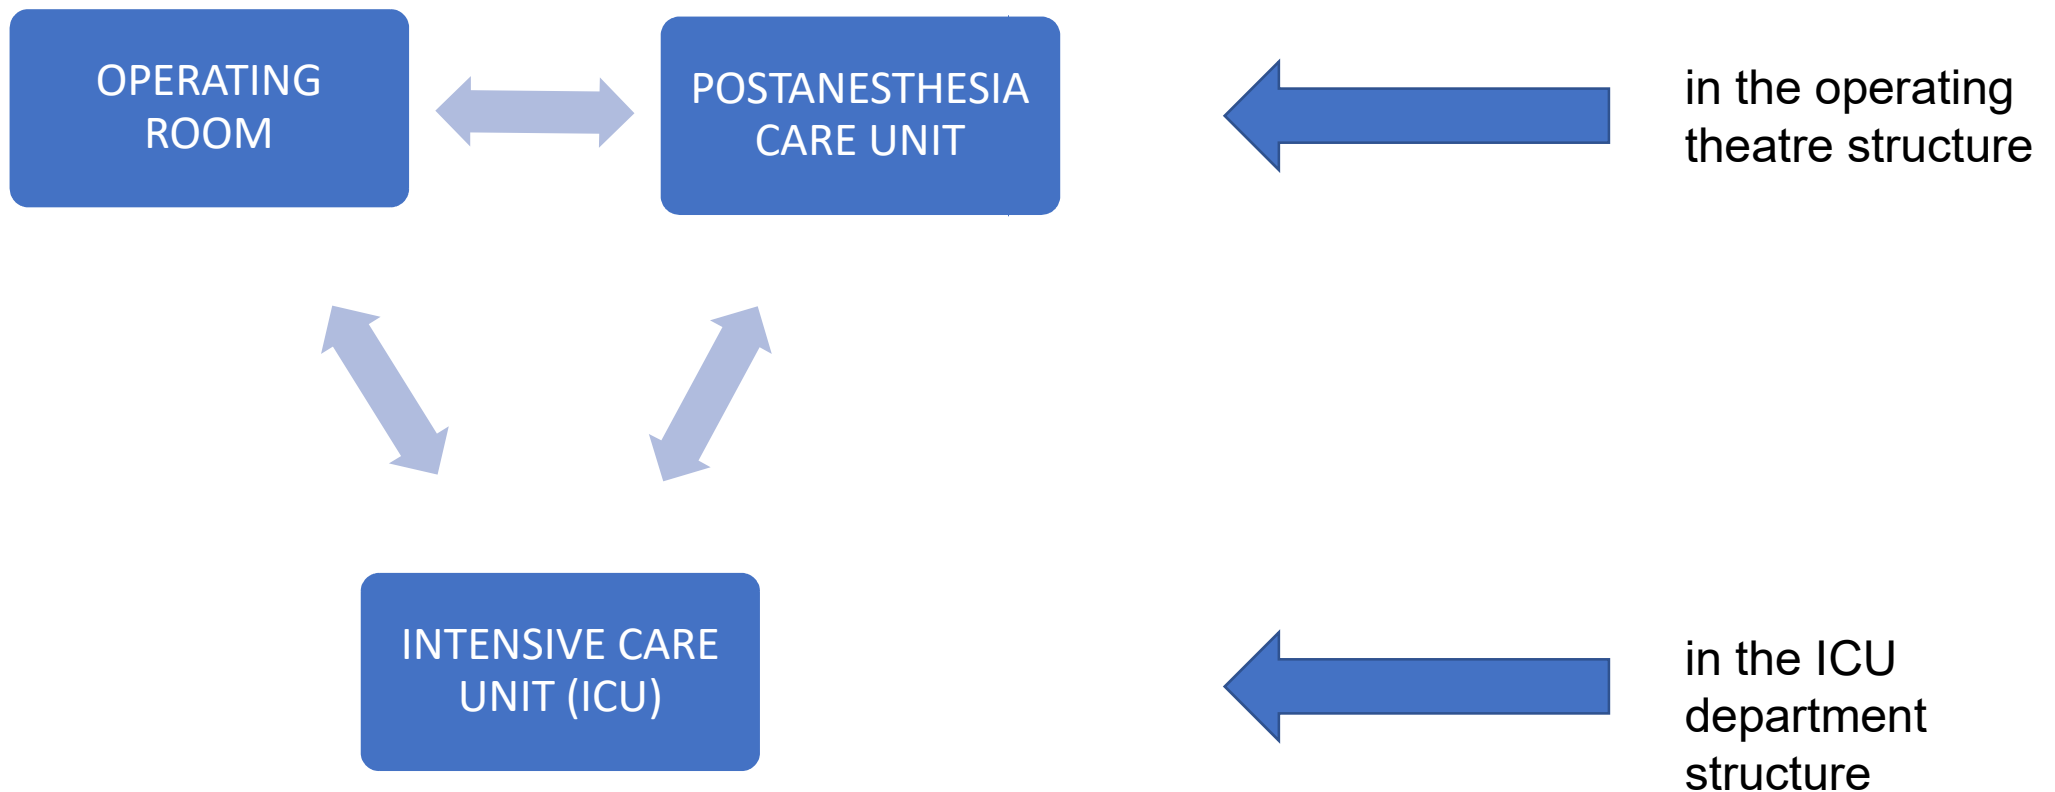 OPERATING
ROOM
POSTANESTHESIA
CARE UNIT
in the operating
theatre structure
INTENSIVE CARE
UNIT (ICU)
in the ICU
department
structure